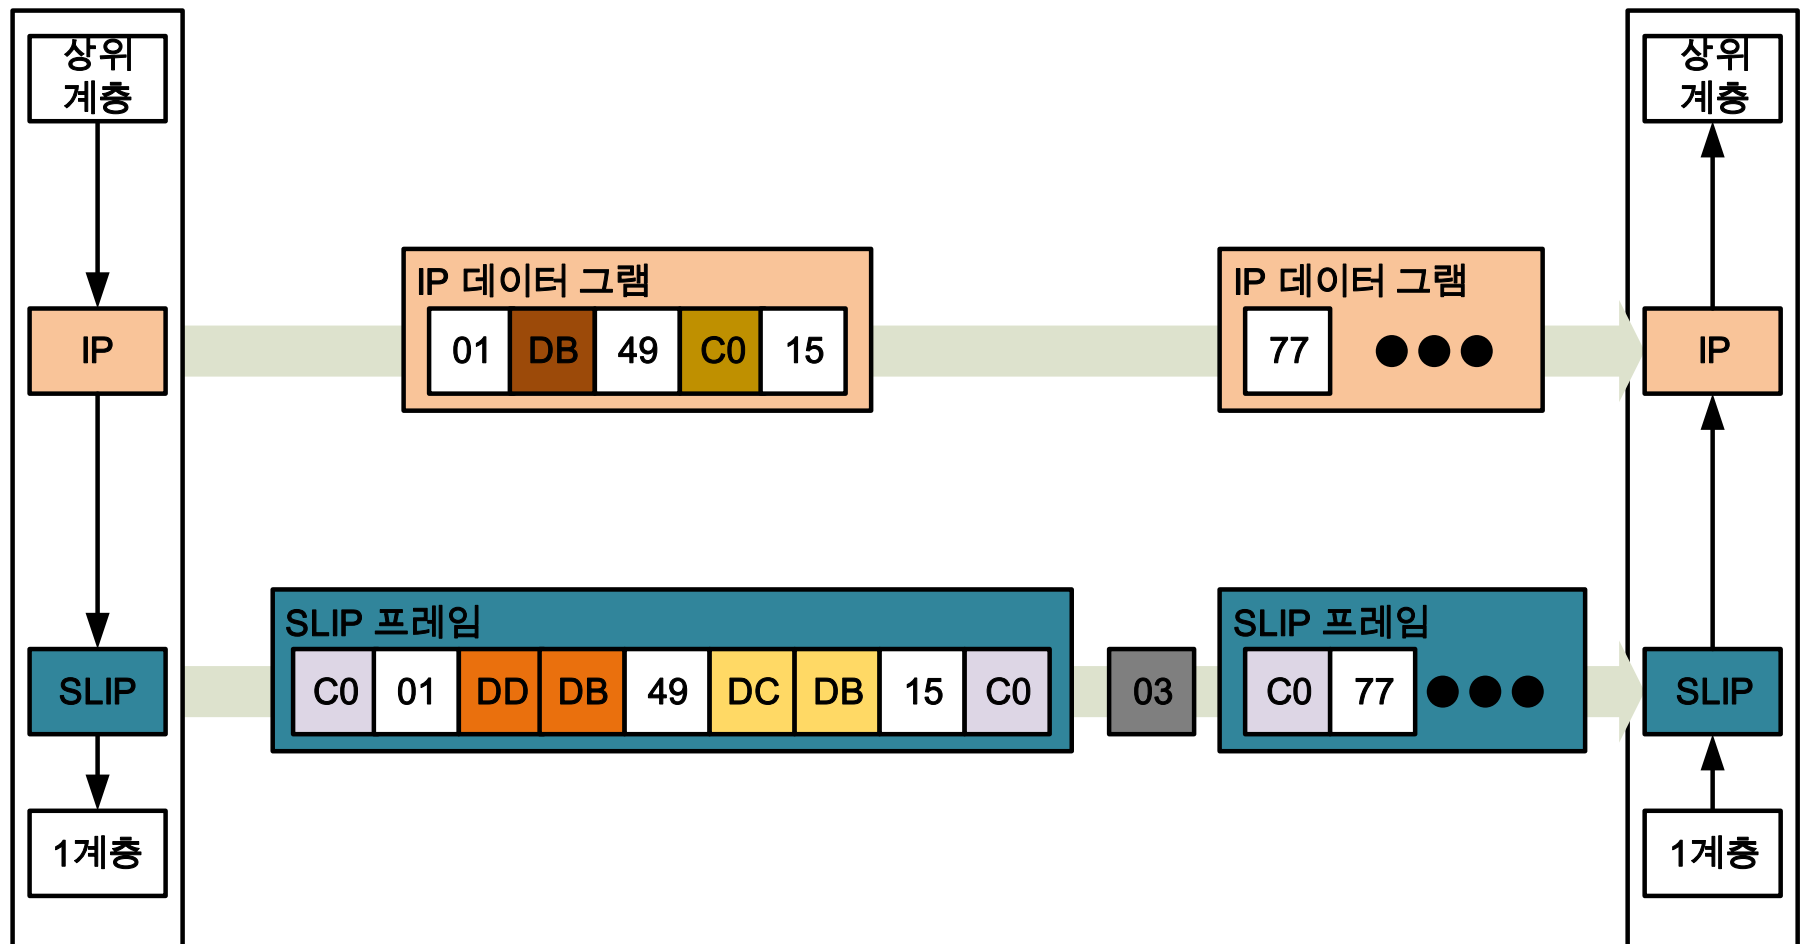 상위
계층
상위
계층
IP 데이터 그램
IP 데이터 그램
IP
01 DB 49 C0 15
77
IP
SLIP 프레임
SLIP 프레임
SLIP
C0 01 DD DB 49 DC DB 15 C0
03
C0 77
SLIP
1계층
1계층